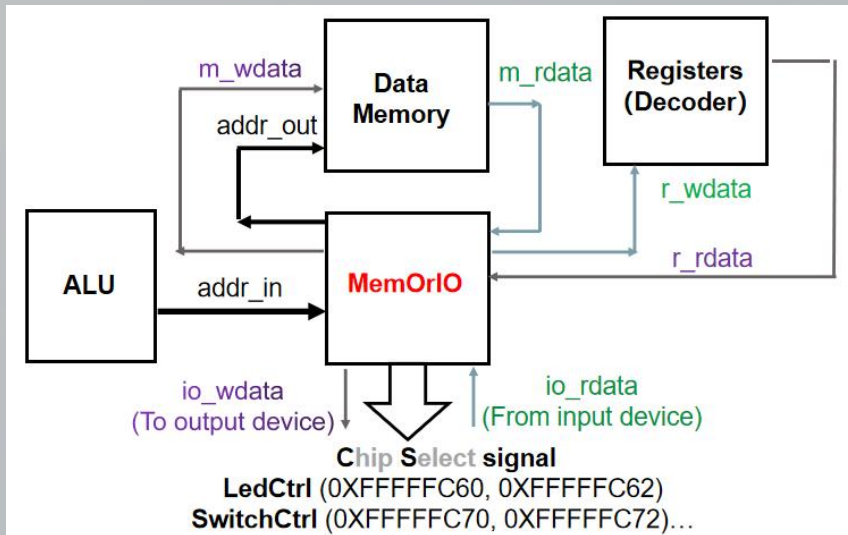 m_wdata
Data
Memory
m_rdata
Registers
(Decoder)
addr_out
r_wdata
ALU
addr_in
MemOrIO
r_rdata
io_wdata
(To output device)
io_rdata
(From input device)
Chip Select signal
LedCtrl (0XFFFFFC60, 0XFFFFFC62)
SwitchCtrl (0XFFFFFC70, 0XFFFFFC72)...